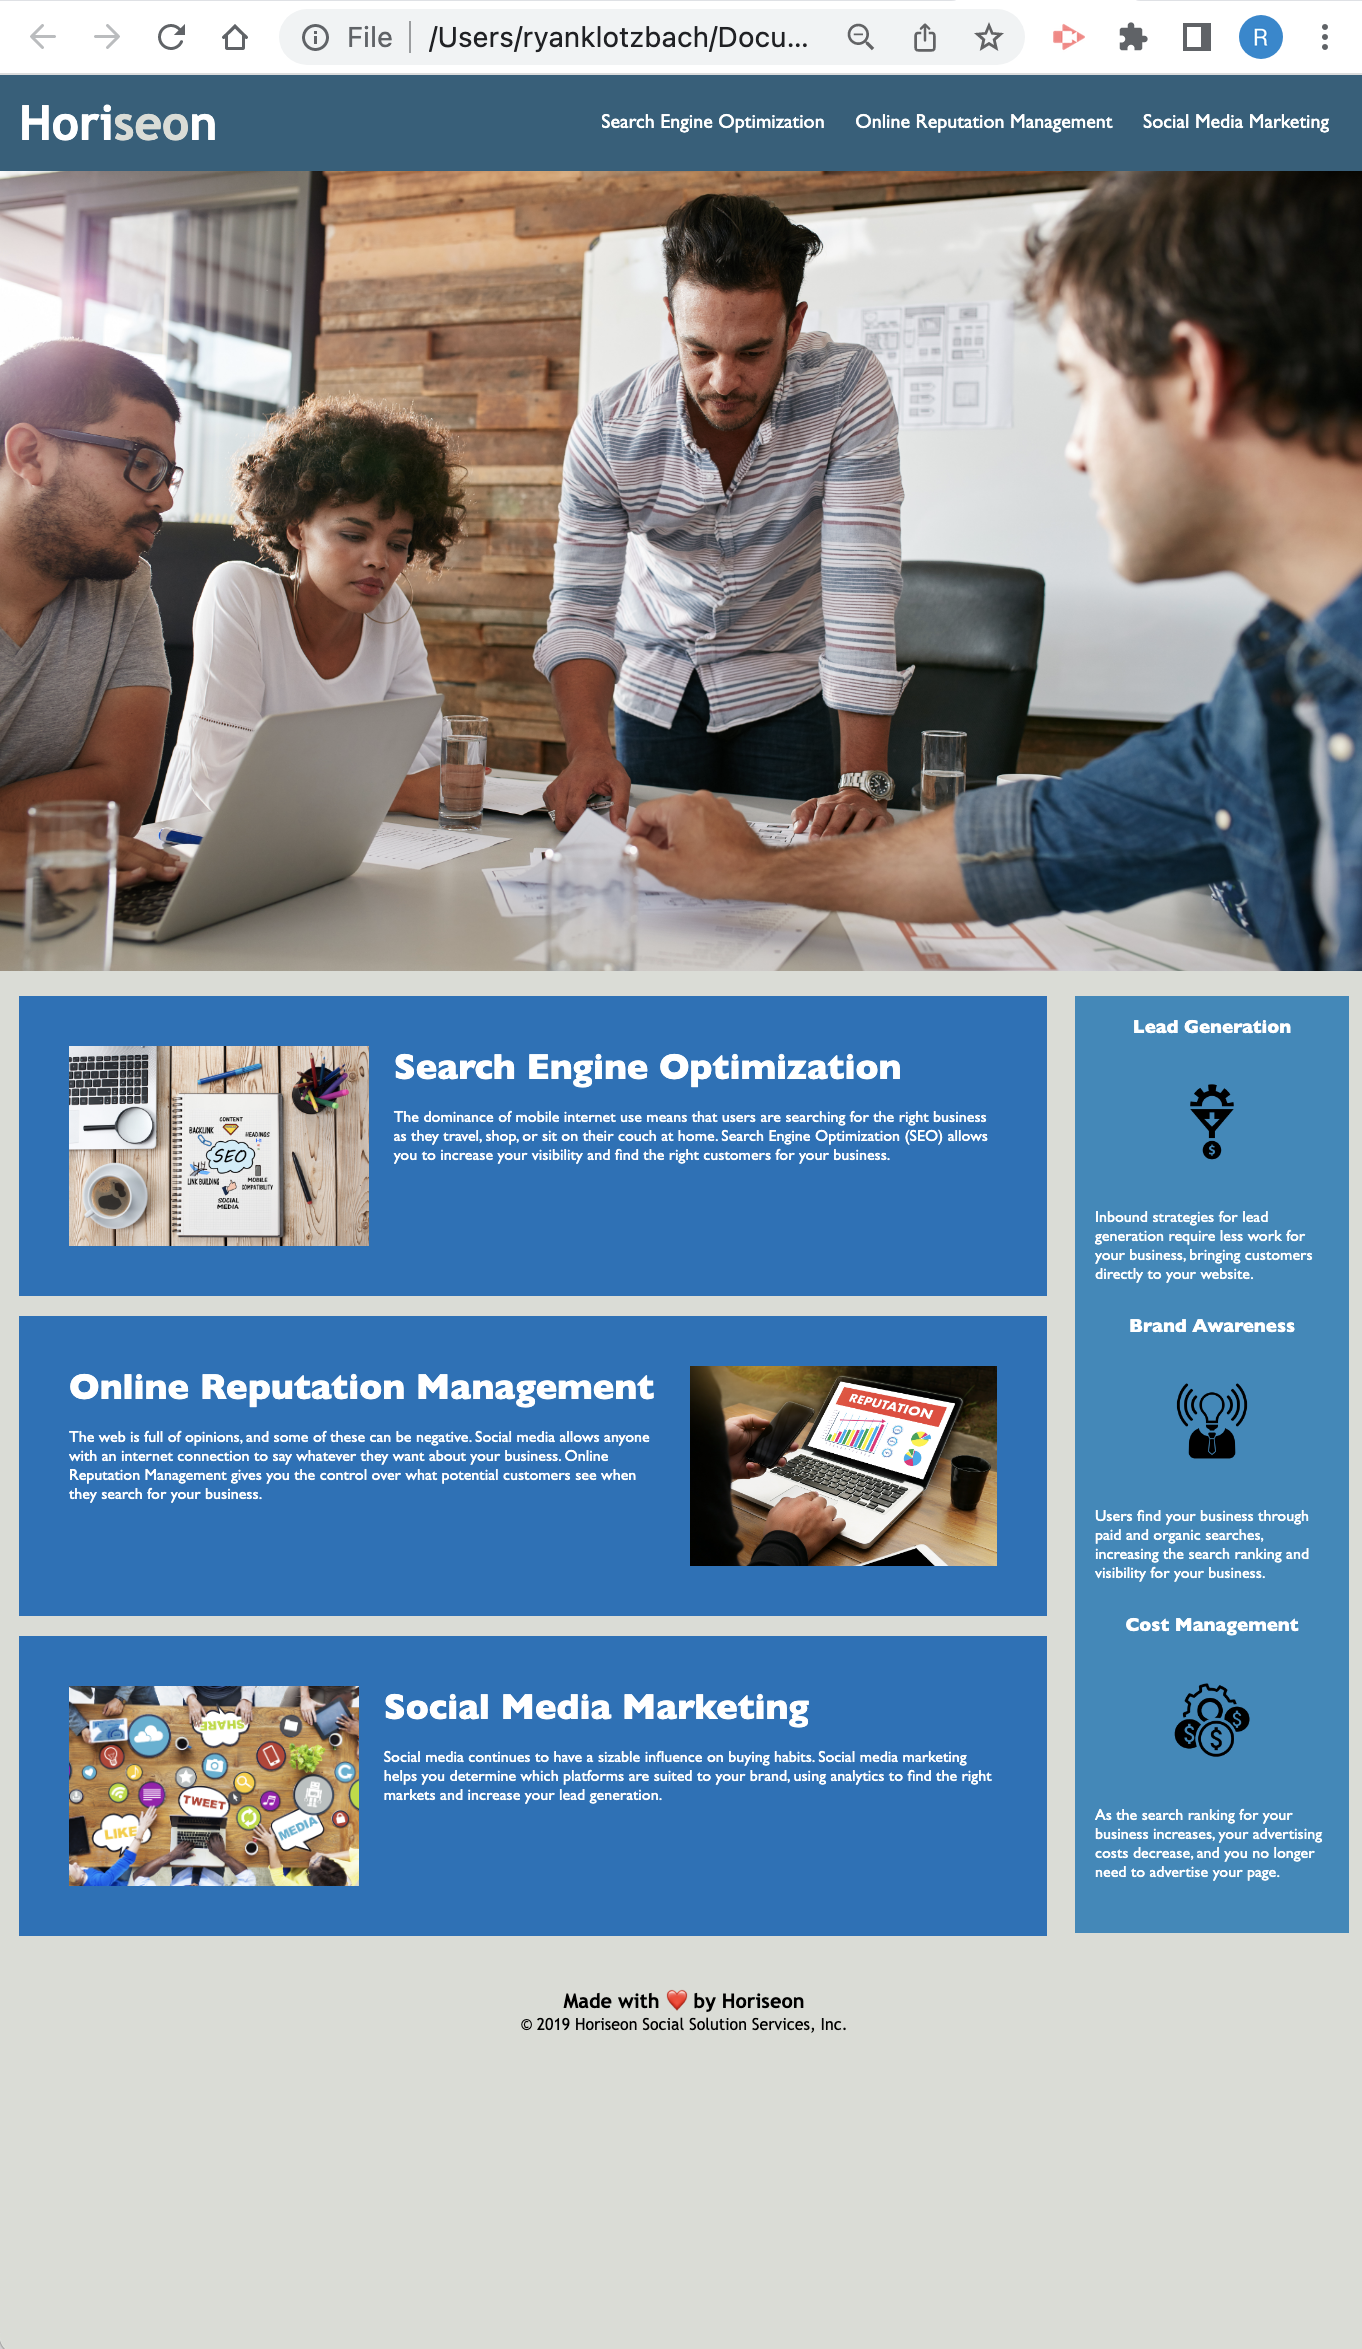 File
/Users/ryanklotzbach/Docu...
R
Horiseon
Search Engine Optimization
Online Reputation Management
Social Media Marketing
CONTENT
BACKLINK
HEADINGS
SEO
LINK BUILDING
MOBILE
COMPATIBILITY
SOCIAL
MEDIA
Search Engine Optimization
The dominance of mobile internet use means that users are searching for the right business
as they travel, shop, or sit on their couch at home. Search Engine Optimization (SEO) allows
you to increase your visibility and find the right customers for your business.
Online Reputation Management
The web is full of opinions, and some of these can be negative. Social media allows anyone
with an internet connection to say whatever they want about your business. Online
Reputation Management gives you the control over what potential customers see when
they search for your business.
REPUTATION
SHARE
TWEET
LIKE
MEDIA
Social Media Marketing
Social media continues to have a sizable influence on buying habits. Social media marketing
helps you determine which platforms are suited to your brand, using analytics to find the right
markets and increase your lead generation.
Lead Generation
$
Inbound strategies for lead
generation require less work for
your business, bringing customers
directly to your website.
Brand Awareness
Users find your business through
paid and organic searches,
increasing the search ranking and
visibility for your business.
Cost Management
$ $ $
As the search ranking for your
business increases, your advertising
costs decrease, and you no longer
need to advertise your page.
Made with ❤️ by Horiseon
© 2019 Horiseon Social Solution Services, Inc.